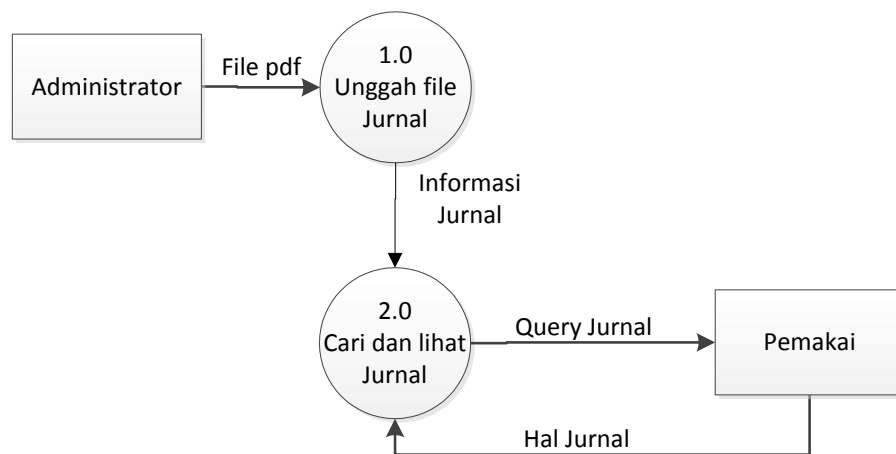 Administrator
File pdf
1.0
Unggah file
Jurnal
Informasi
Jurnal
2.0
Cari dan lihat
Jurnal
Query Jurnal
Pemakai
Hal Jurnal